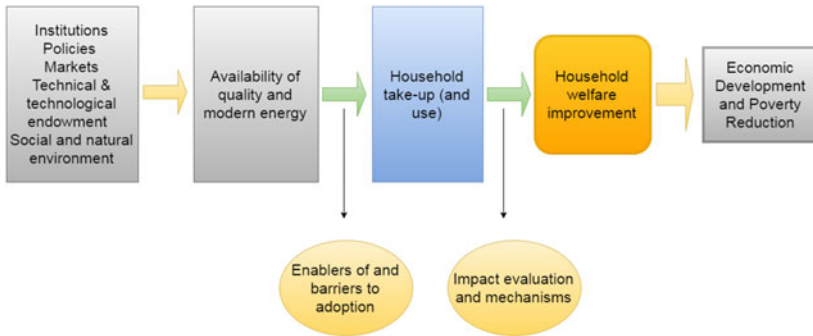 Institutions
Policies
Markets
Technical &
technological
endowment
Social and natural
environment
Availability of
quality and
modern energy
Household
take-up (and
use)
Household
welfare
improvement
Economic
Development
and Poverty
Reduction
Enablers of and
barriers to
adoption
Impact evaluation
and mechanisms